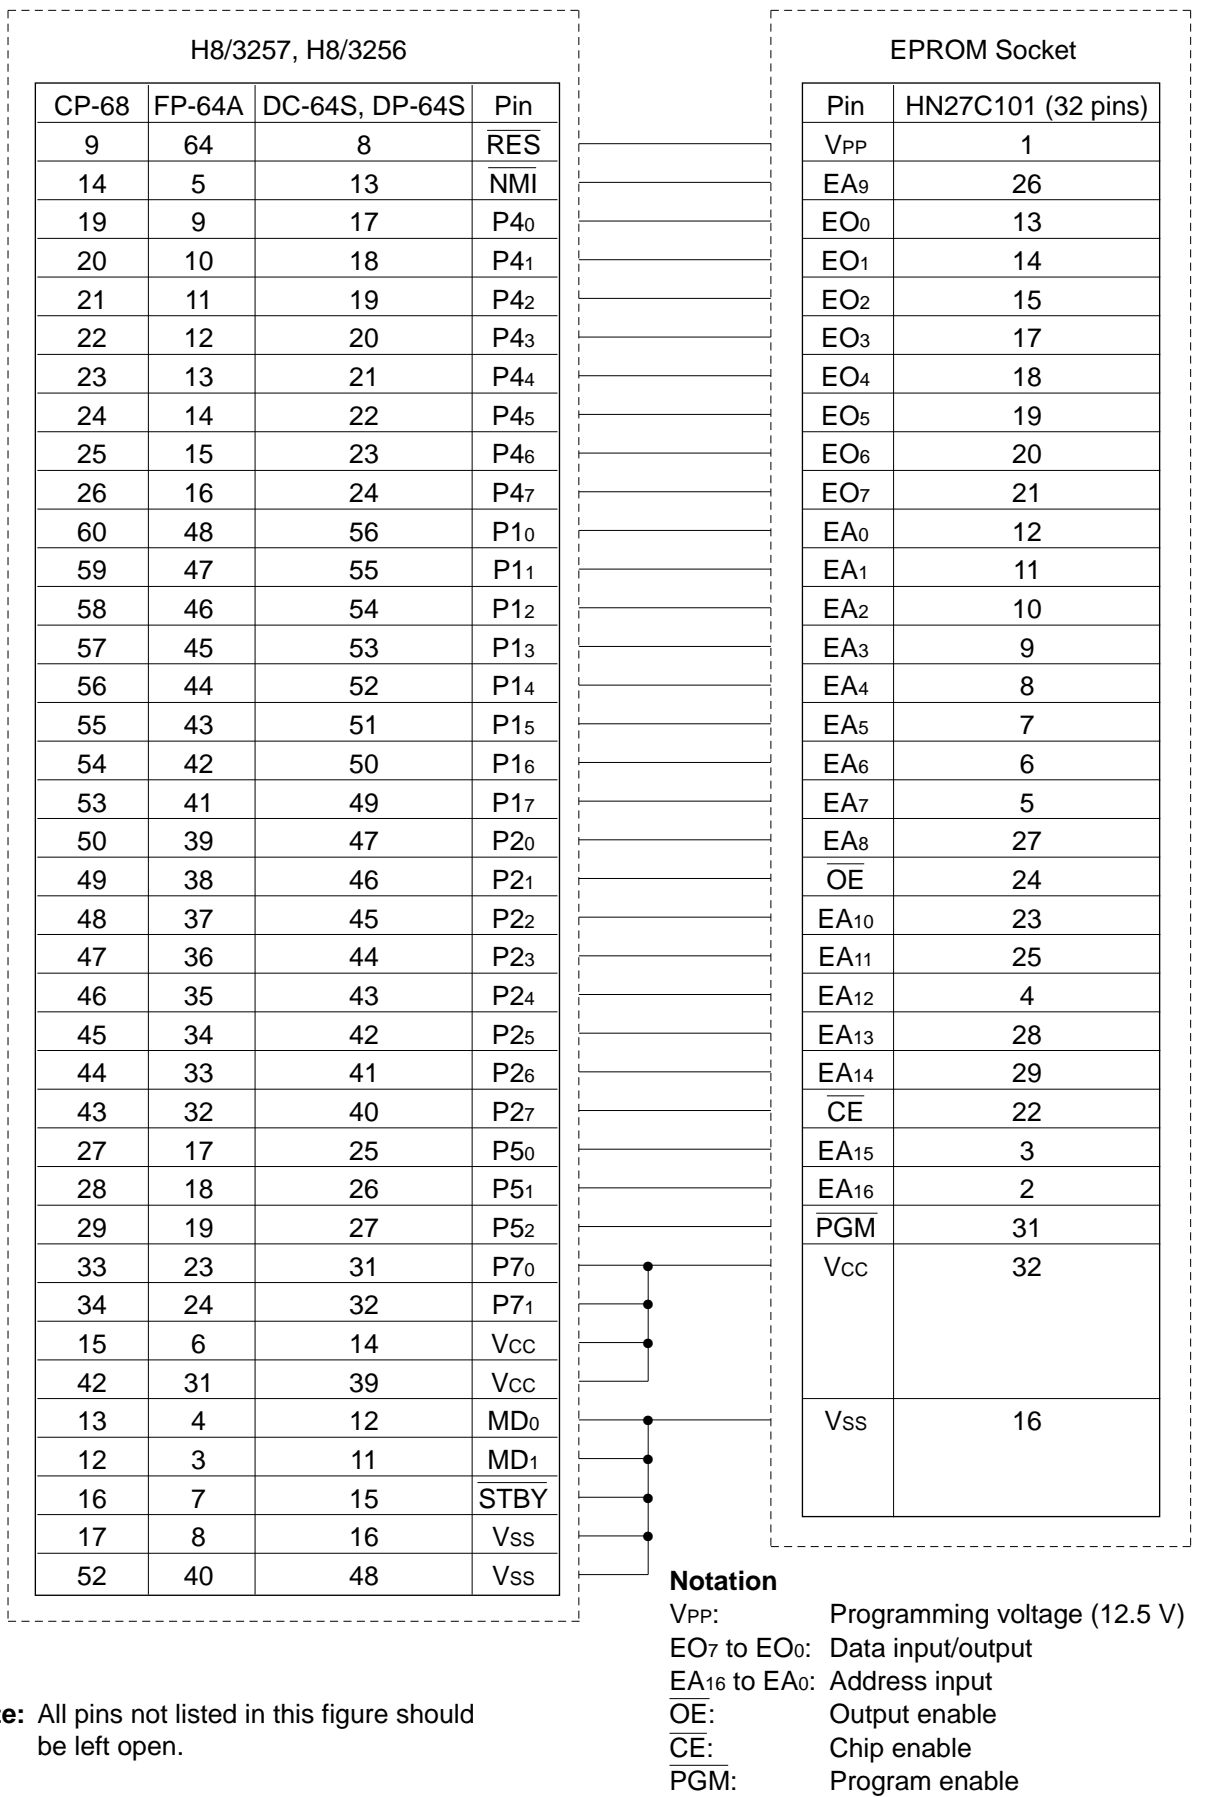 H8/3257, H8/3256 EPROM Socket
CP-68 FP-64A DC-64S, DP-64S Pin Pin HN27C101 (32 pins)
9 64 8 R̅E̅S̅ VPP 1
14 5 13 N̅M̅I̅ EA9 26
19 9 17 P40 EO0 13
20 10 18 P41 EO1 14
21 11 19 P42 EO2 15
22 12 20 P43 EO3 17
23 13 21 P44 EO4 18
24 14 22 P45 EO5 19
25 15 23 P46 EO6 20
26 16 24 P47 EO7 21
60 48 56 P10 EA0 12
59 47 55 P11 EA1 11
58 46 54 P12 EA2 10
57 45 53 P13 EA3 9
56 44 52 P14 EA4 8
55 43 51 P15 EA5 7
54 42 50 P16 EA6 6
53 41 49 P17 EA7 5
50 39 47 P20 EA8 27
49 38 46 P21 O̅E̅ 24
48 37 45 P22 EA10 23
47 36 44 P23 EA11 25
46 35 43 P24 EA12 4
45 34 42 P25 EA13 28
44 33 41 P26 EA14 29
43 32 40 P27 C̅E̅ 22
27 17 25 P50 EA15 3
28 18 26 P51 EA16 2
29 19 27 P52 P̅G̅M̅ 31
33 23 31 P70 VCC 32
34 24 32 P71
15 6 14 VCC
42 31 39 VCC
13 4 12 MD0 VSS 16
12 3 11 MD1
16 7 15 S̅T̅B̅Y̅
17 8 16 VSS
52 40 48 VSS
Notation
VPP: Programming voltage (12.5 V)
EO7 to EO0: Data input/output
EA16 to EA0: Address input
O̅E̅: Output enable
C̅E̅: Chip enable
P̅G̅M̅: Program enable
e: All pins not listed in this figure should
be left open.